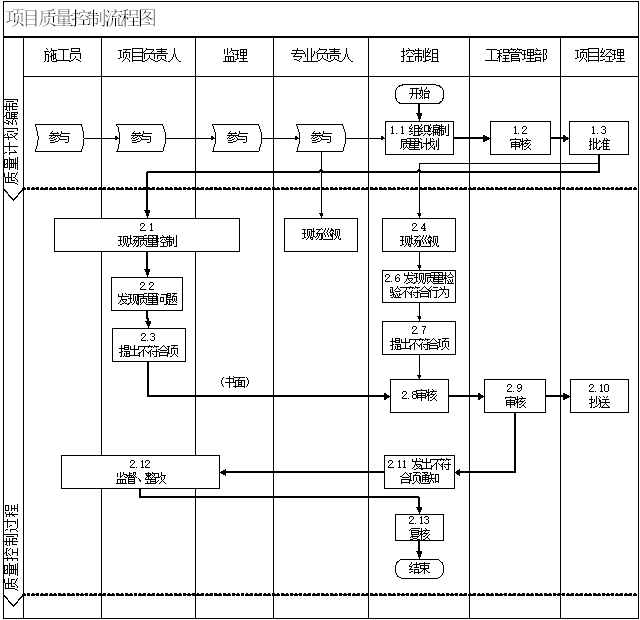 项目质量控制流程图
施工员
项目负责人
监理
专业负责人
控制组
工程管理部
项目经理
质量计划编制
开始
参与
参与
参与
参与
1.1 组织编制
质量计划
1.2
审核
1.3
批准
2.1
现场质量控制
现场巡视
2.4
现场巡视
2.2
发现质量问题
2.6 发现质量检
验不符合行为
2.3
提出不符合项
2.7
提出不符合项
(书面)
2.8审核
2.9
审核
2.10
抄送
2.12
监督、整改
2.11 发出不符
合项通知
质量控制过程
2.13
复核
结束